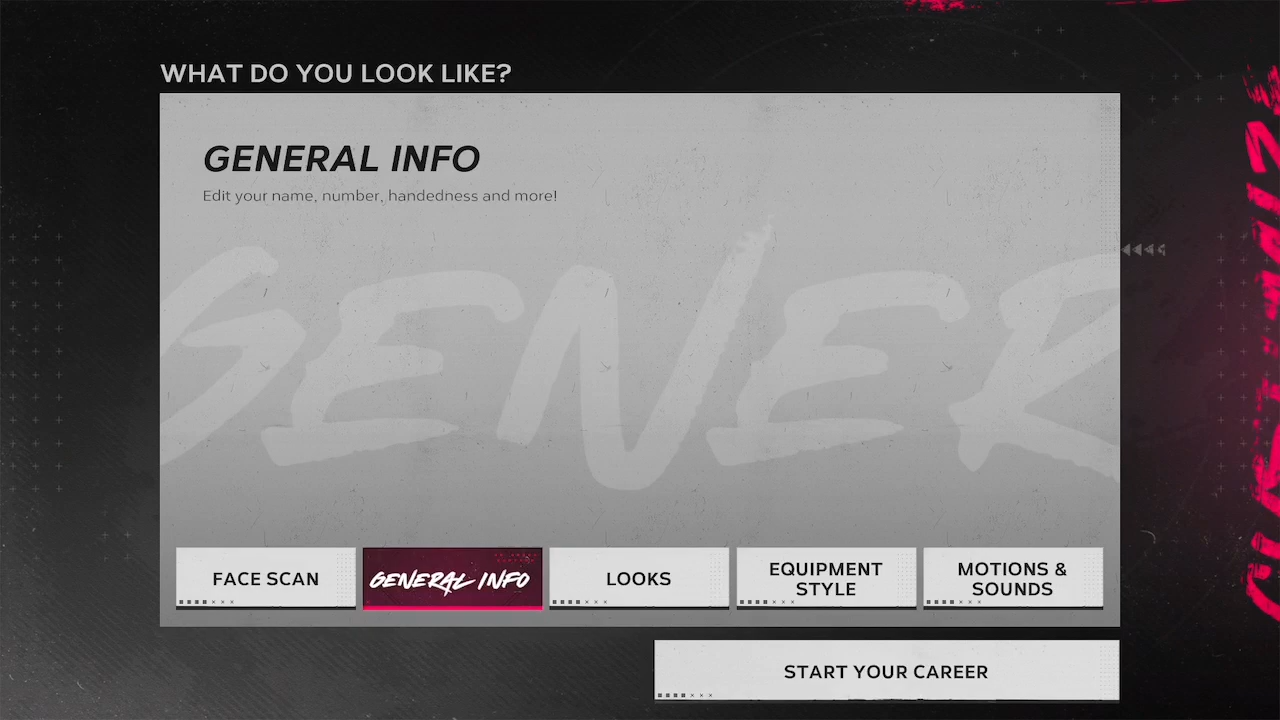 WHAT DO YOU LOOK LIKE?
GENERAL INFO
Edit your name, number, handedness and more!
GENER
FACE SCAN
GENERAL INFO
LOOKS
EQUIPMENT
STYLE
MOTIONS &
SOUNDS
START YOUR CAREER